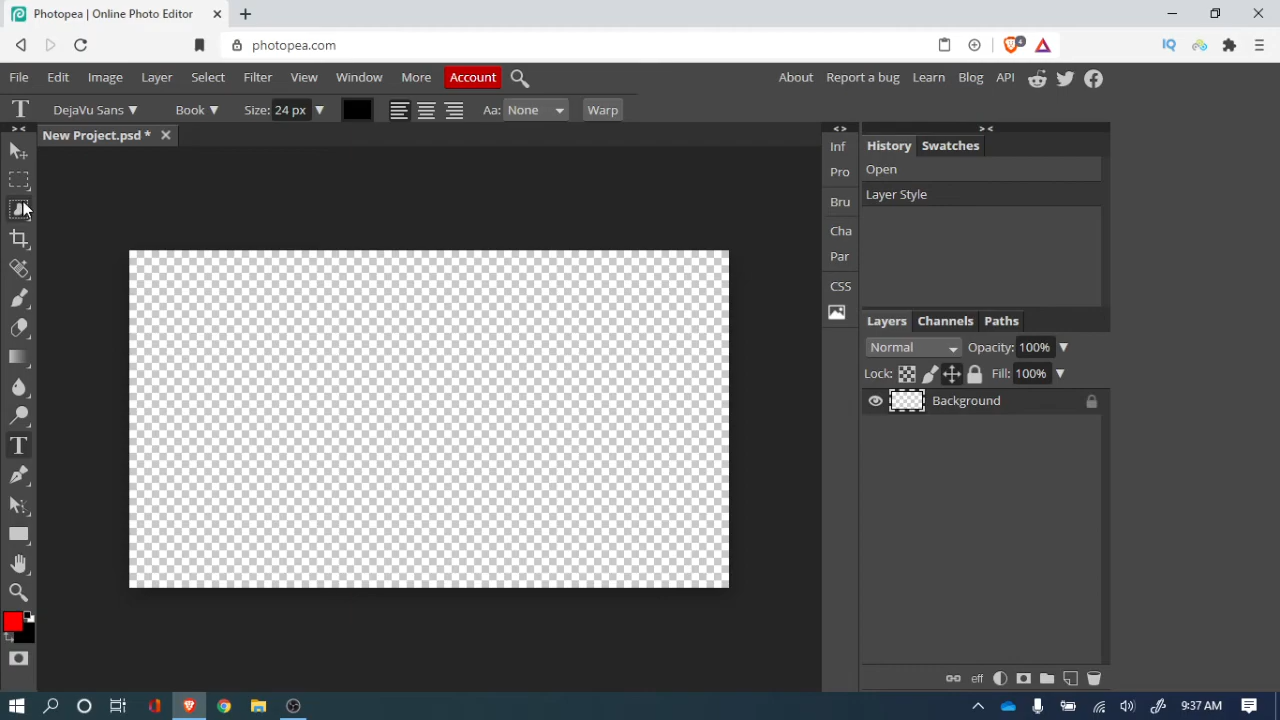 Photopea | Online Photo Editor
photopea.com
4
IQ
File Edit Image Layer Select Filter View Window More Account
About Report a bug Learn Blog API
T DejaVu Sans Book Size: 24 px Aa: None Warp
New Project.psd *
Inf
Pro
Bru
Cha
Par
CSS
History Swatches
Open
Layer Style
Layers Channels Paths
Normal Opacity: 100%
Lock: Fill: 100%
Background
T
eff
9:37 AM